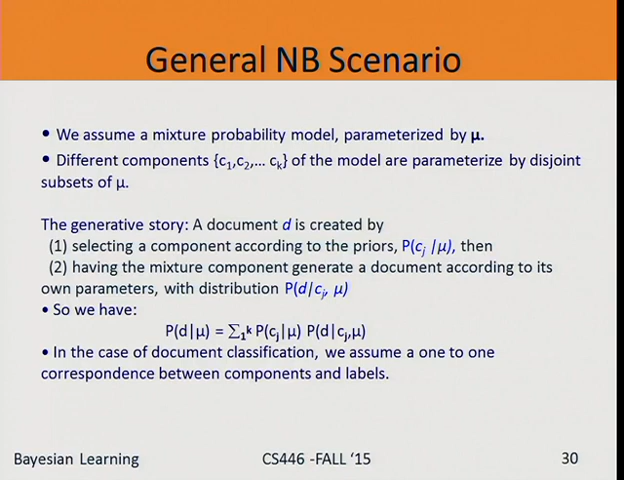 General NB Scenario
• We assume a mixture probability model, parameterized by µ.
• Different components {c1,c2,... ck} of the model are parameterize by disjoint
subsets of µ.
The generative story: A document d is created by
(1) selecting a component according to the priors, P(cj |µ), then
(2) having the mixture component generate a document according to its
own parameters, with distribution P(d|cj, µ)
• So we have:
P(d|µ) = ∑1k P(cj|µ) P(d|cj,µ)
• In the case of document classification, we assume a one to one
correspondence between components and labels.
Bayesian Learning CS446 -FALL ‘15 30